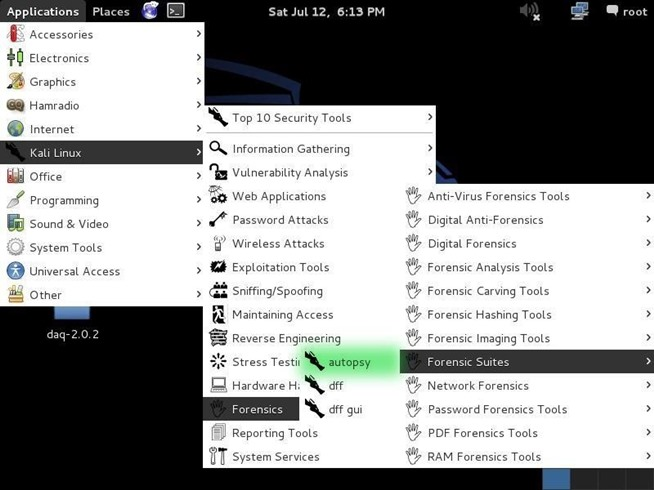 Applications Places Sat Jul 12, 6:13 PM root
Accessories
Electronics
Graphics
Hamradio
Internet
Kali Linux
Office
Programming
Sound & Video
System Tools
Universal Access
Other
daq-2.0.2
Top 10 Security Tools
Information Gathering
Vulnerability Analysis
Web Applications
Password Attacks
Wireless Attacks
Exploitation Tools
Sniffing/Spoofing
Maintaining Access
Reverse Engineering
Stress Testi
Hardware Ha
Forensics
Reporting Tools
System Services
autopsy
dff
dff gui
Anti-Virus Forensics Tools
Digital Anti-Forensics
Digital Forensics
Forensic Analysis Tools
Forensic Carving Tools
Forensic Hashing Tools
Forensic Imaging Tools
Forensic Suites
Network Forensics
Password Forensics Tools
PDF Forensics Tools
RAM Forensics Tools